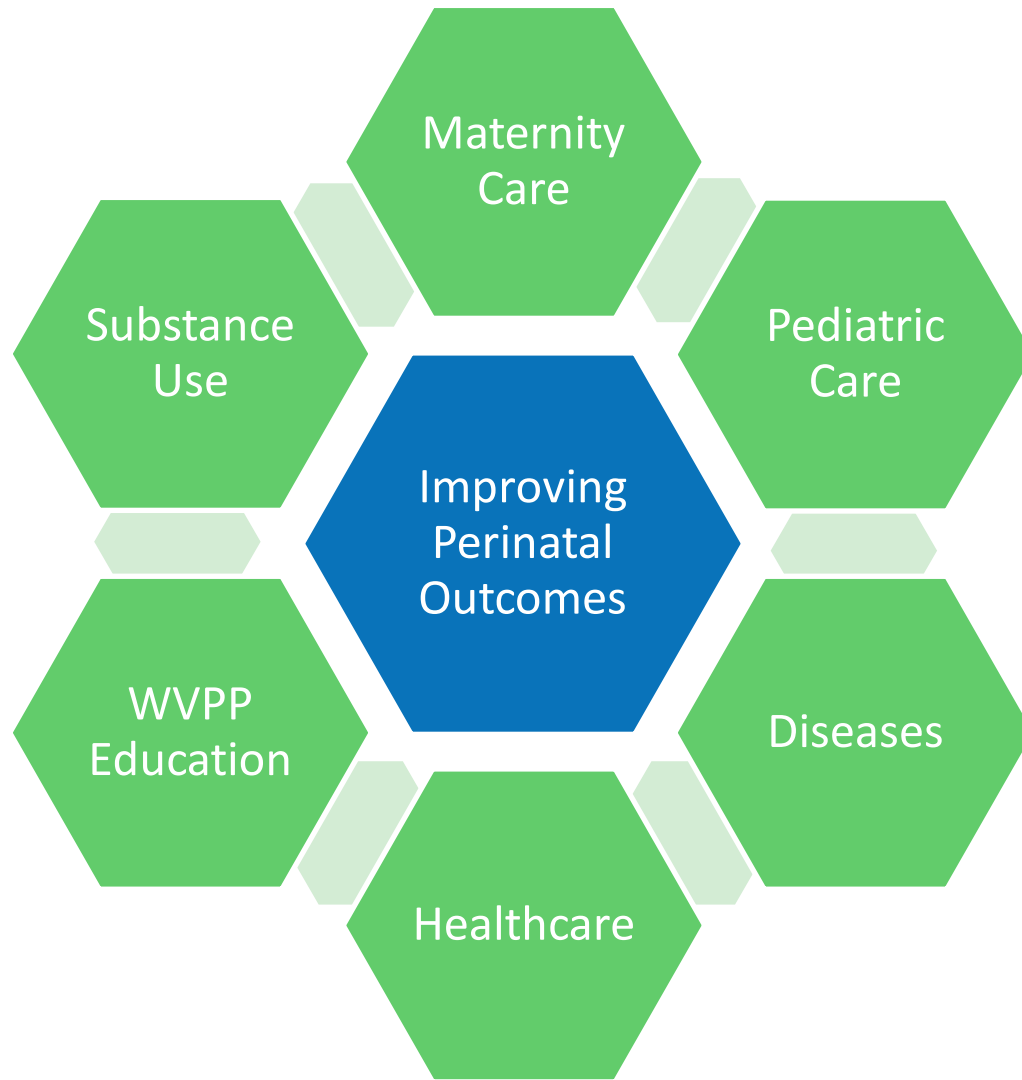 Maternity
Care
Substance
Use
Pediatric
Care
Improving
Perinatal
Outcomes
WVPP
Education
Diseases
Healthcare